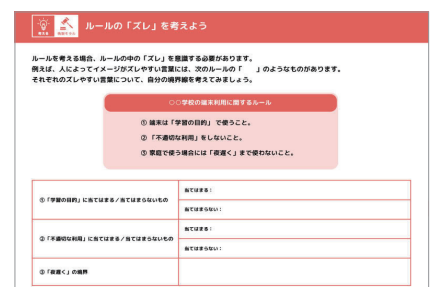 ルールの「ズレ」を考えよう
ルールを考える場合、ルールの中の「ズレ」を意識する必要があります。
例えば、人によってイメージがズレやすい言葉には、次のルールの「　　」のようなものがあります。
それぞれのズレやすい言葉について、自分の境界線を考えてみましょう。
○○学校の端末利用に関するルール
① 端末は「学習の目的」で使うこと。
② 「不適切な利用」をしないこと。
③ 家庭で使う場合には「夜遅く」まで使わないこと。
①「学習の目的」に当てはまる／当てはまらないもの
当てはまる：
当てはまらない：
②「不適切な利用」に当てはまる／当てはまらないもの
当てはまる：
当てはまらない：
③「夜遅く」の境界